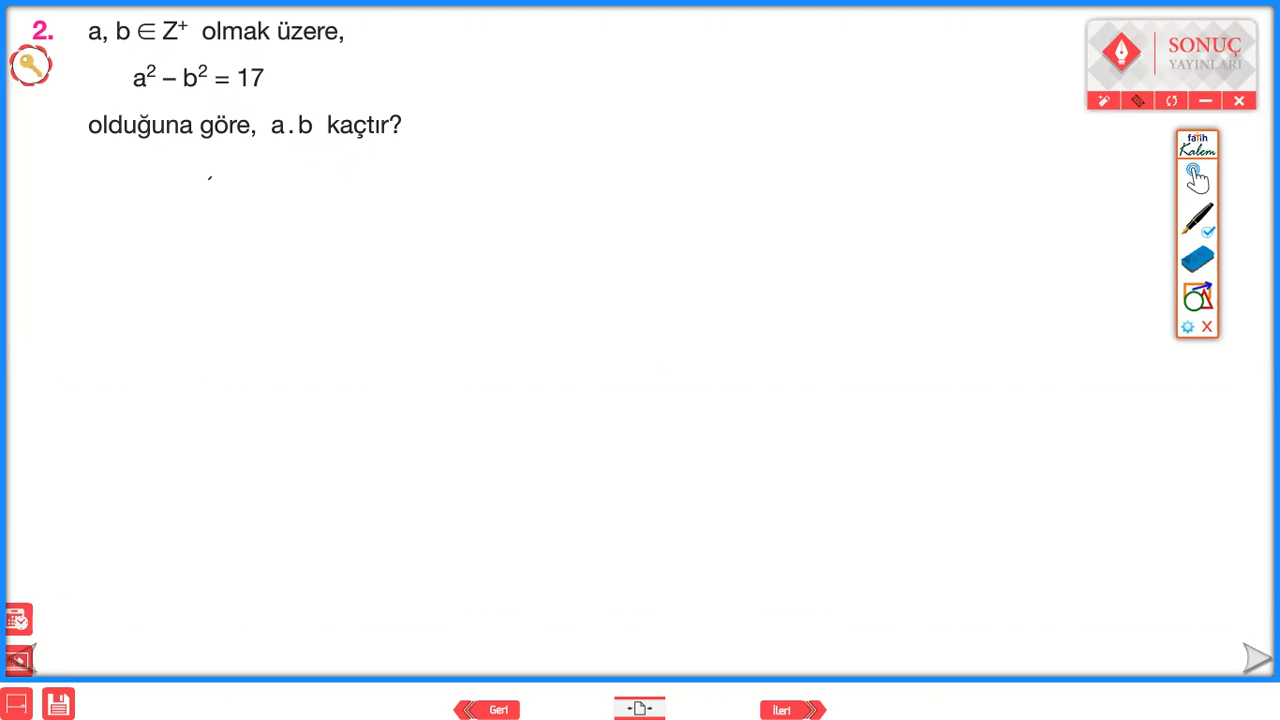 2. a, b ∈ Z⁺ olmak üzere,
a² – b² = 17
olduğuna göre, a . b kaçtır?
SONUÇ
YAYINLARI
fatih
Kalem
Geri
İleri